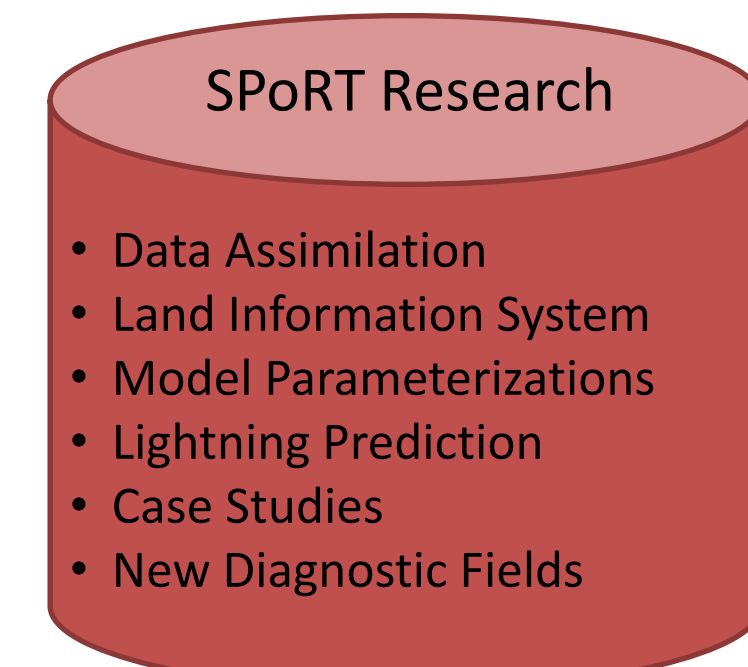 SPoRT Research
• Data Assimilation
• Land Information System
• Model Parameterizations
• Lightning Prediction
• Case Studies
• New Diagnostic Fields